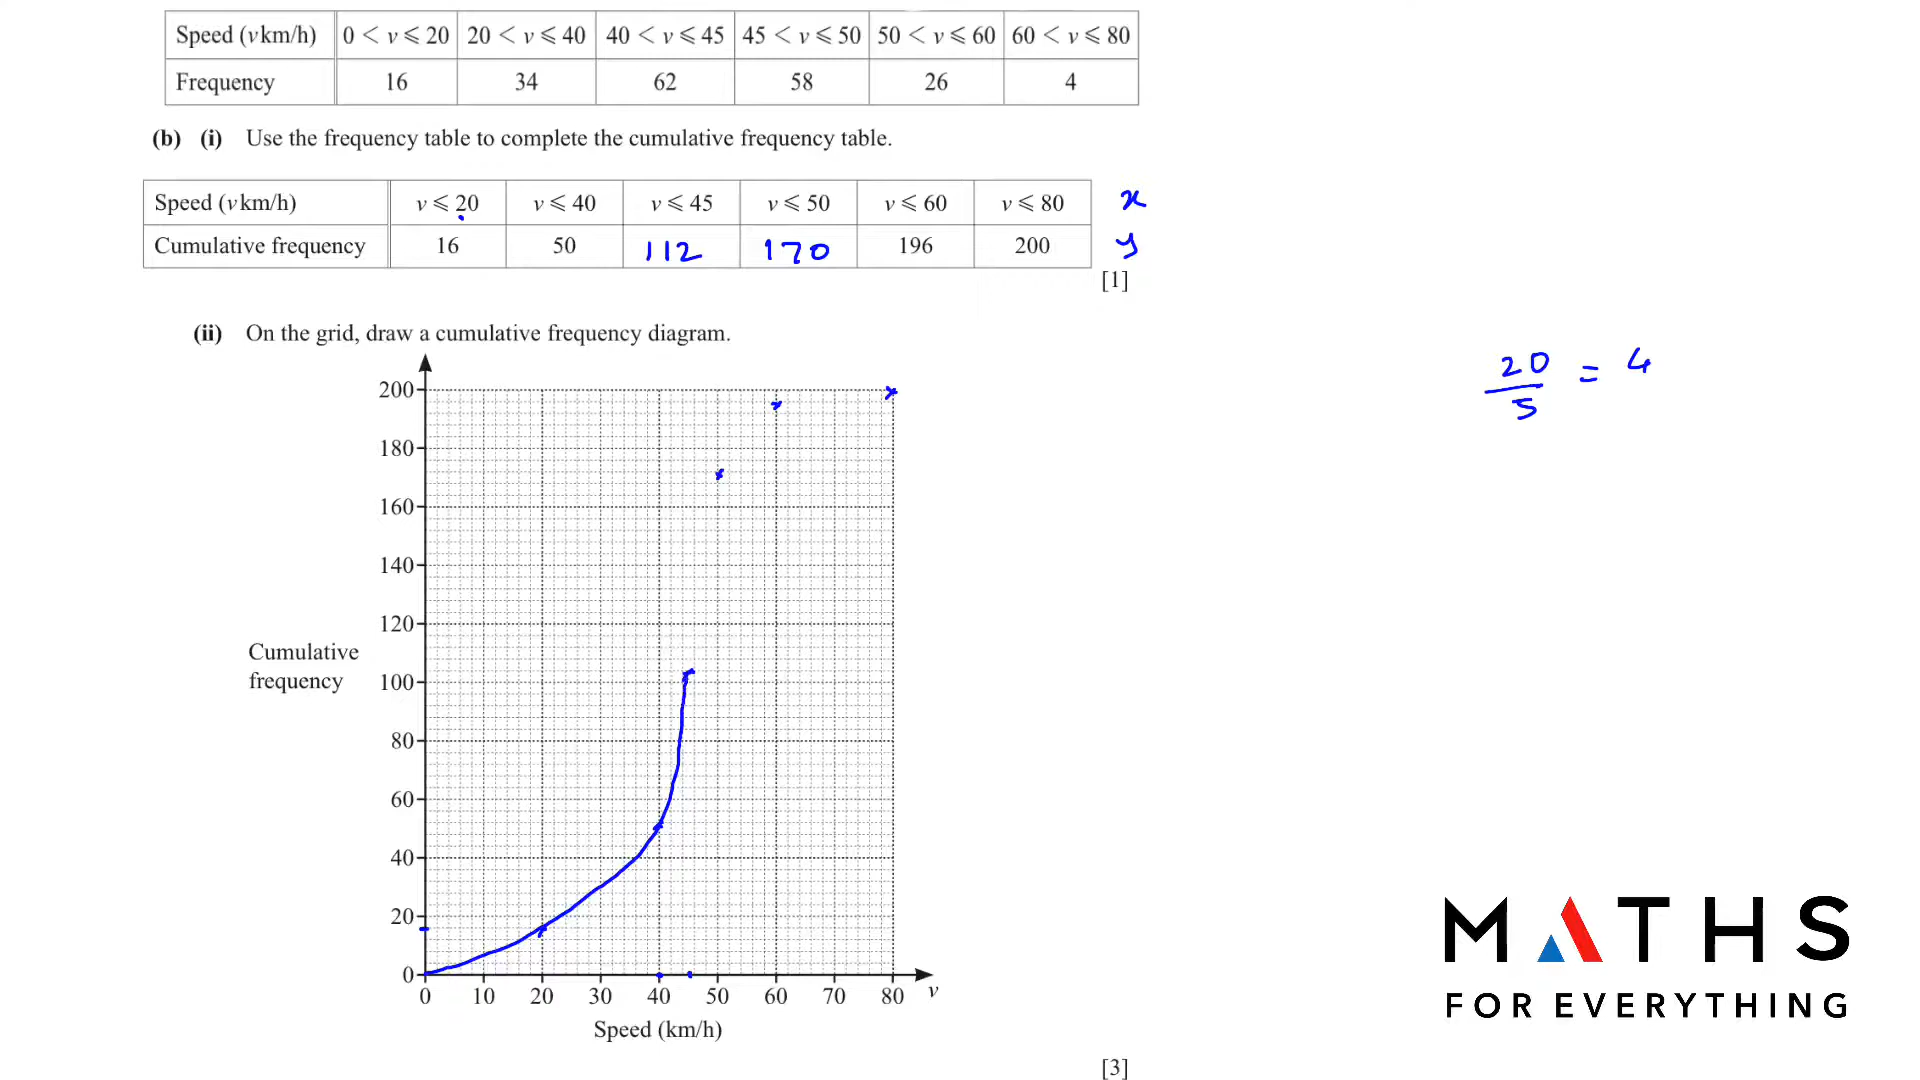 Speed (v km/h) 0 < v ⩽ 20 20 < v ⩽ 40 40 < v ⩽ 45 45 < v ⩽ 50 50 < v ⩽ 60 60 < v ⩽ 80
Frequency 16 34 62 58 26 4
(b) (i) Use the frequency table to complete the cumulative frequency table.
Speed (v km/h) v ⩽ 20 v ⩽ 40 v ⩽ 45 v ⩽ 50 v ⩽ 60 v ⩽ 80 x
Cumulative frequency 16 50 112 170 196 200 y
[1]
(ii) On the grid, draw a cumulative frequency diagram.
20
5
= 4
200
180
160
140
120
100
80
60
40
20
0
Cumulative
frequency
0 10 20 30 40 50 60 70 80 v
Speed (km/h)
[3]
MATHS
FOR EVERYTHING